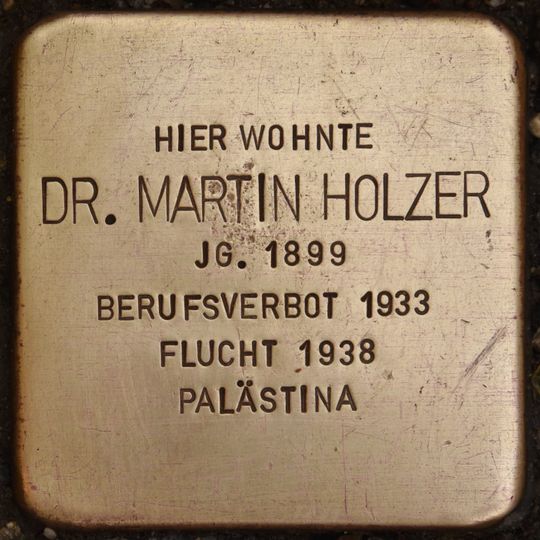 HIER WOHNTE
DR. MARTIN HOLZER
JG. 1899
BERUFSVERBOT 1933
FLUCHT 1938
PALÄSTINA